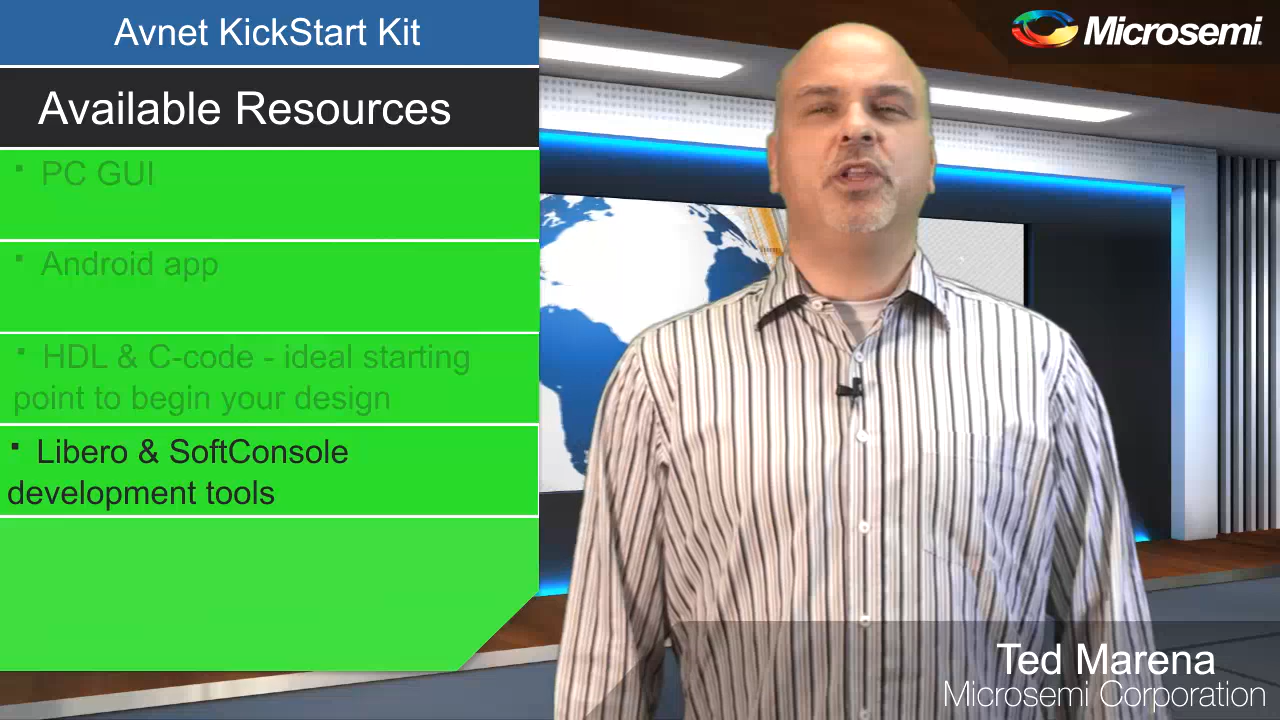 Avnet KickStart Kit
Microsemi.
Available Resources
▪ PC GUI
▪ Android app
▪ HDL & C-code - ideal starting
point to begin your design
▪ Libero & SoftConsole
development tools
Ted Marena
Microsemi Corporation